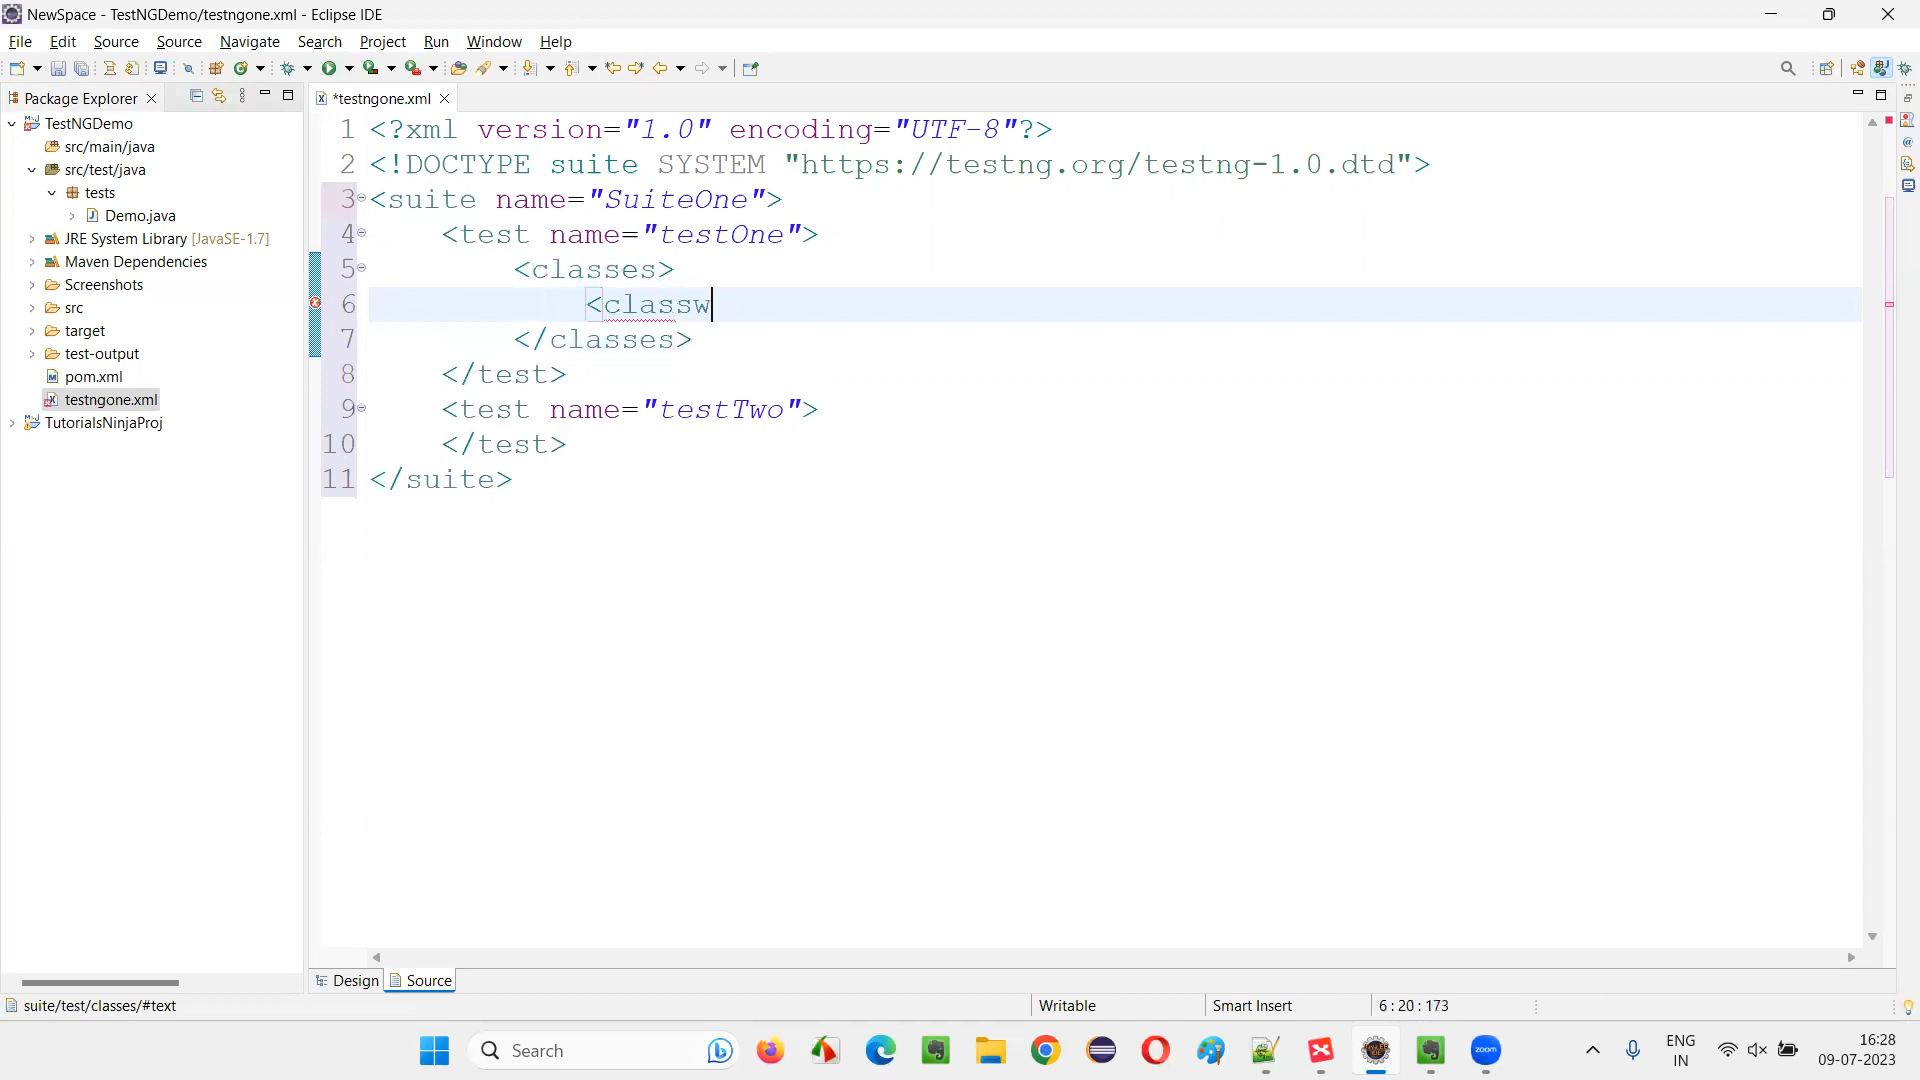 NewSpace - TestNGDemo/testngone.xml - Eclipse IDE
File Edit Source Source Navigate Search Project Run Window Help
Package Explorer
*testngone.xml
TestNGDemo
src/main/java
src/test/java
tests
Demo.java
JRE System Library [JavaSE-1.7]
Maven Dependencies
Screenshots
src
target
test-output
pom.xml
testngone.xml
TutorialsNinjaProj
1 <?xml version="1.0" encoding="UTF-8"?>
2 <!DOCTYPE suite SYSTEM "https://testng.org/testng-1.0.dtd">
3 <suite name="SuiteOne">
4 <test name="testOne">
5 <classes>
6 <classw
7 </classes>
8 </test>
9 <test name="testTwo">
10 </test>
11 </suite>
Design Source
suite/test/classes/#text Writable Smart Insert 6 : 20 : 173
Search
zoom
ENG
IN
16:28
09-07-2023